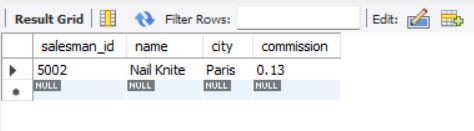 Result Grid Filter Rows: Edit:
salesman_id name city commission
5002 Nail Knite Paris 0.13
NULL NULL NULL NULL